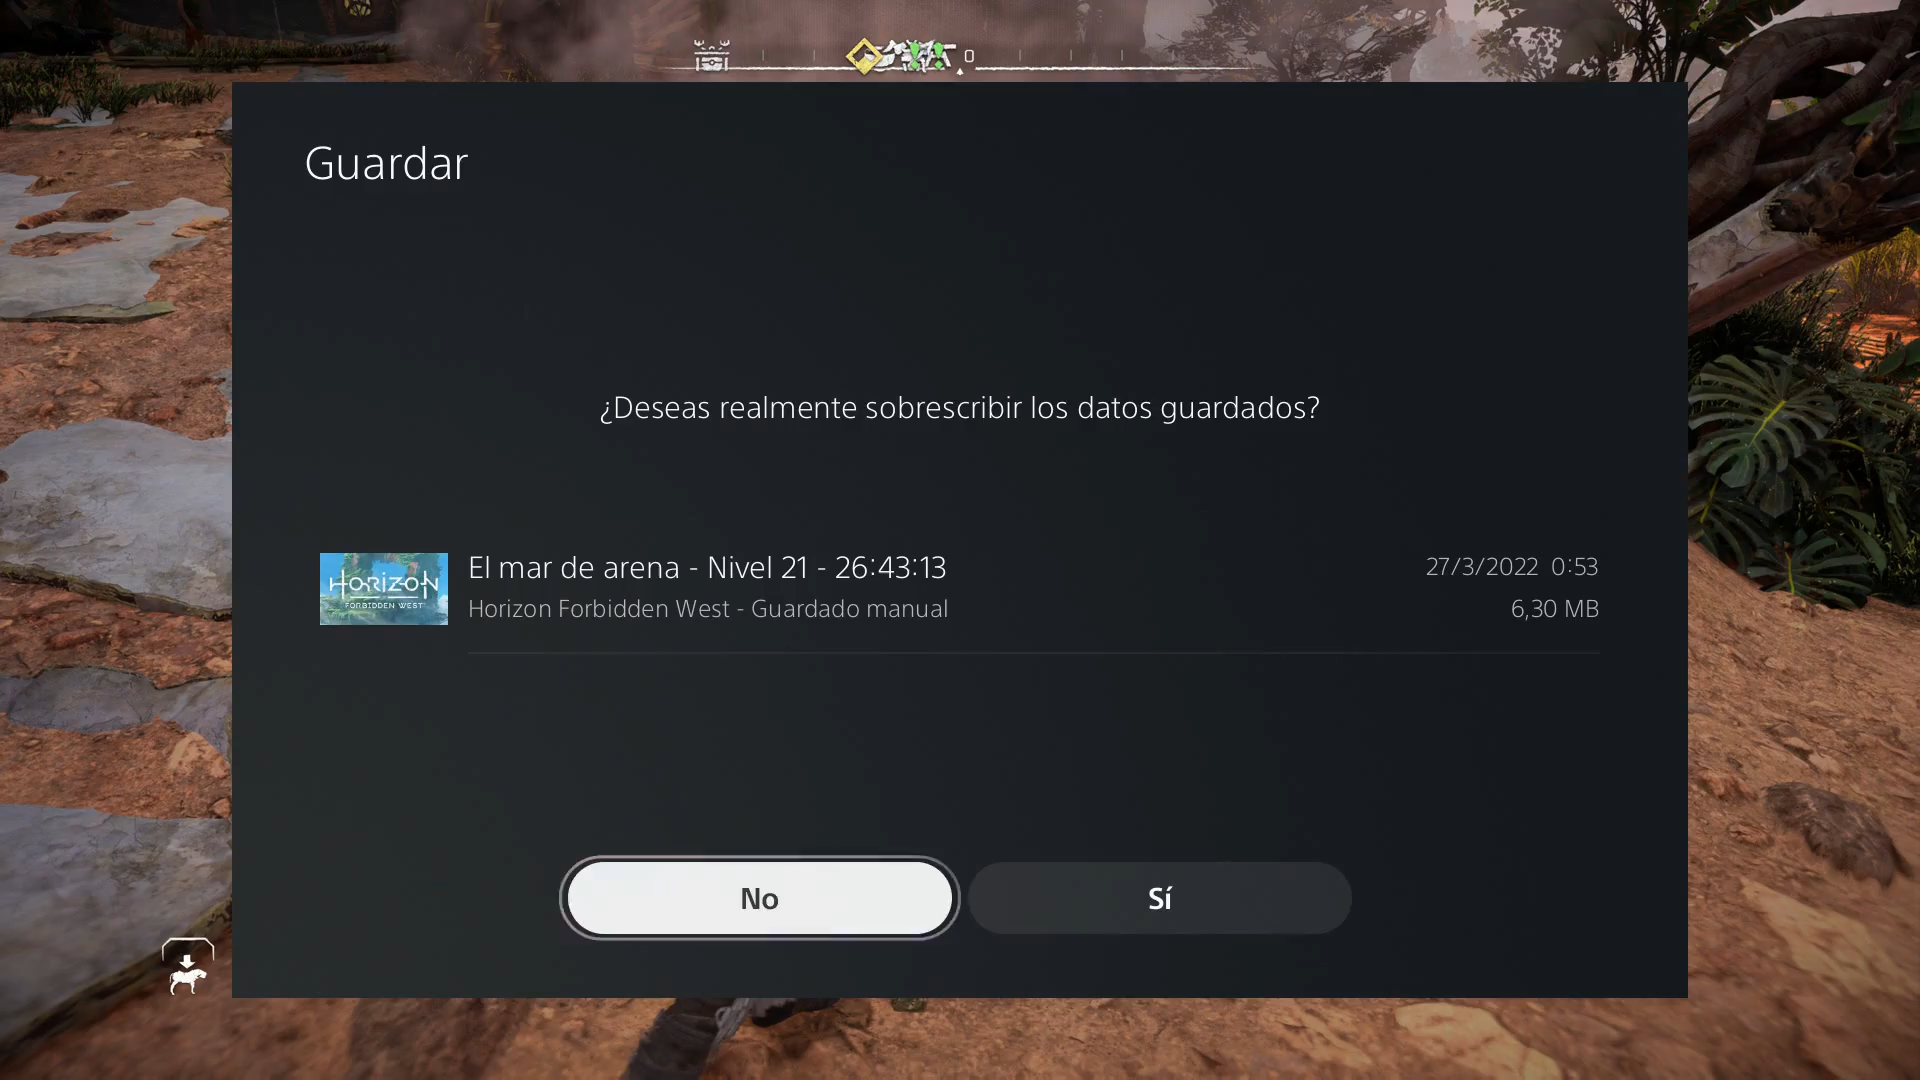 0
Guardar
¿Deseas realmente sobrescribir los datos guardados?
HORIZON
FORBIDDEN WEST
El mar de arena - Nivel 21 - 26:43:13
27/3/2022 0:53
Horizon Forbidden West - Guardado manual
6,30 MB
No
Sí